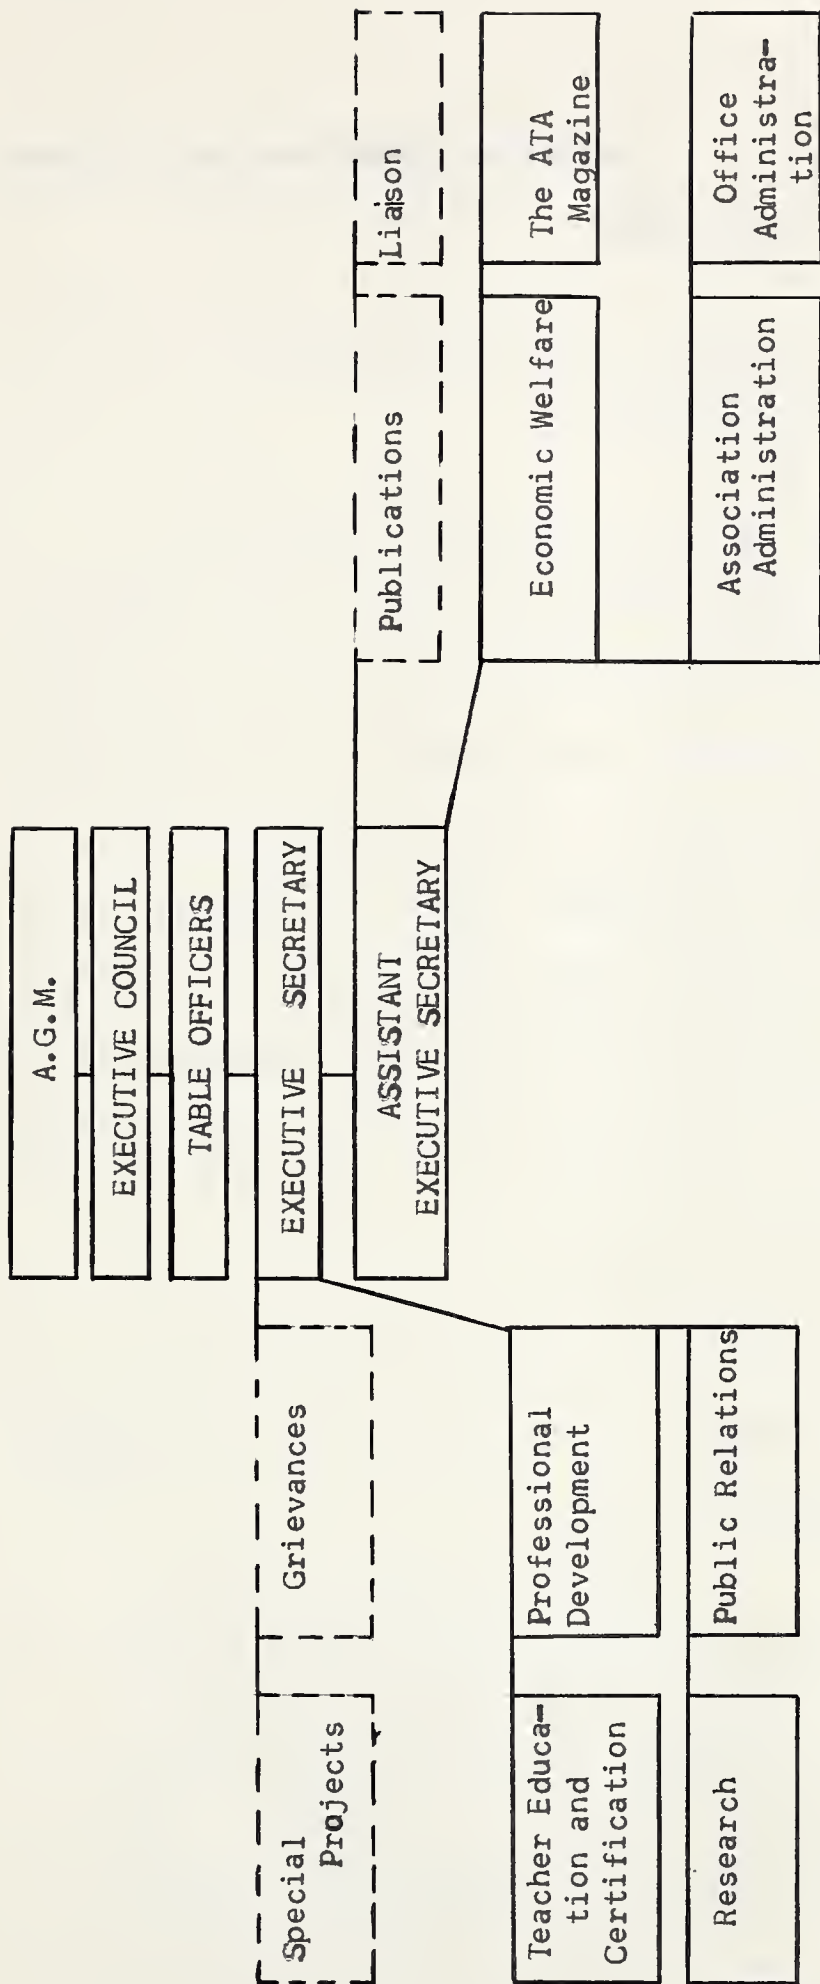 A.G.M.
EXECUTIVE COUNCIL
TABLE OFFICERS
EXECUTIVE SECRETARY
ASSISTANT
EXECUTIVE SECRETARY
Special
Projects
Grievances
Publications
Liaison
Teacher Educa-
tion and
Certification
Professional
Development
Economic Welfare
The ATA
Magazine
Research
Public Relations
Association
Administration
Office
Administra-
tion